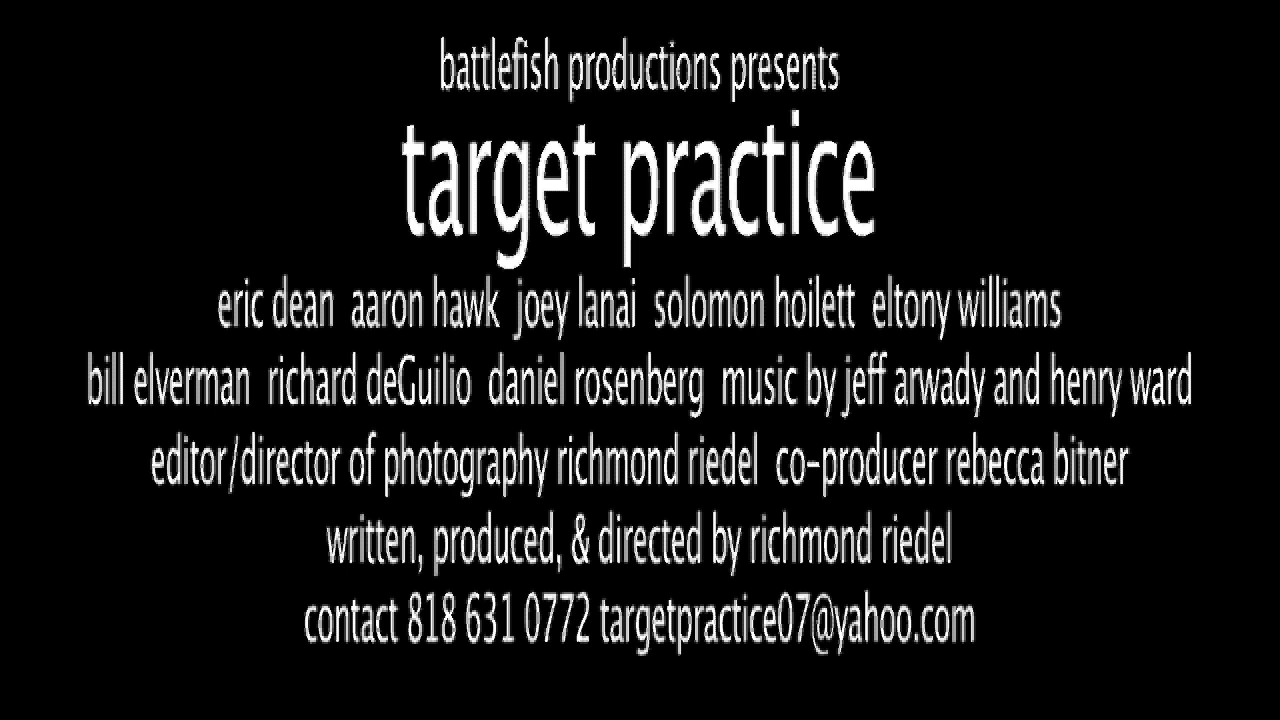 battlefish productions presents
target practice
eric dean aaron hawk joey lanai solomon hoilett eltony williams
bill elverman richard deGuilio daniel rosenberg music by jeff arwady and henry ward
editor/director of photography richmond riedel co-producer rebecca bitner
written, produced, & directed by richmond riedel
contact 818 631 0772 targetpractice07@yahoo.com